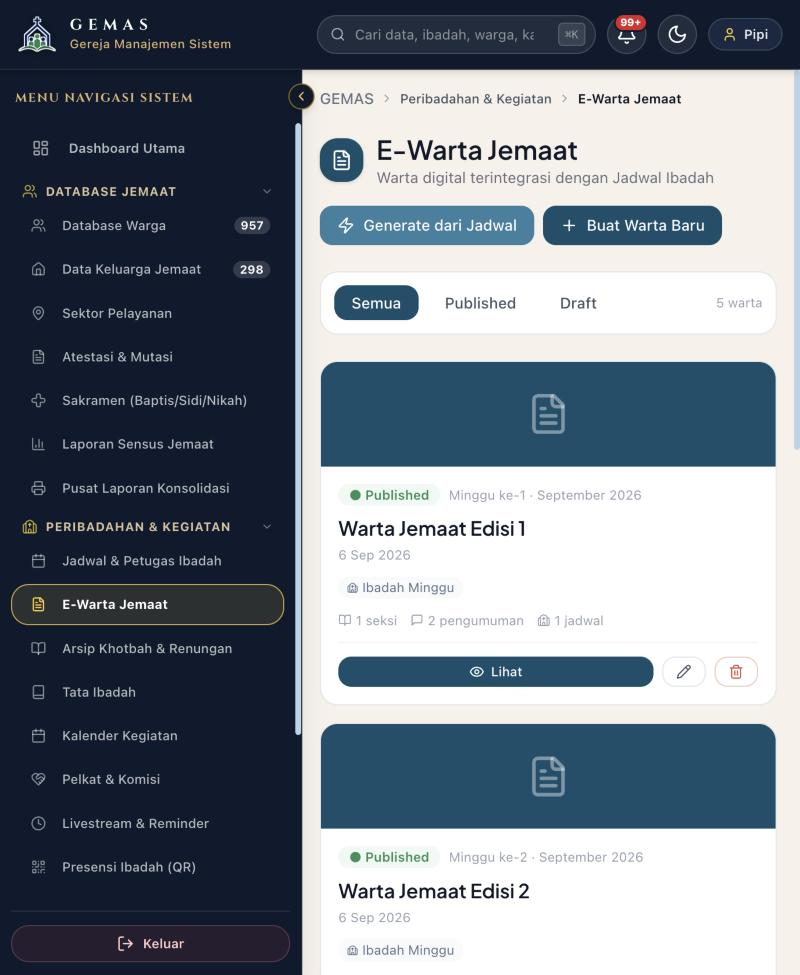 GEMAS
Gereja Manajemen Sistem
Cari data, ibadah, warga, ka
⌘K
99+
Pipi
MENU NAVIGASI SISTEM
Dashboard Utama
DATABASE JEMAAT
Database Warga 957
Data Keluarga Jemaat 298
Sektor Pelayanan
Atestasi & Mutasi
Sakramen (Baptis/Sidi/Nikah)
Laporan Sensus Jemaat
Pusat Laporan Konsolidasi
PERIBADAHAN & KEGIATAN
Jadwal & Petugas Ibadah
E-Warta Jemaat
Arsip Khotbah & Renungan
Tata Ibadah
Kalender Kegiatan
Pelkat & Komisi
Livestream & Reminder
Presensi Ibadah (QR)
Keluar
GEMAS > Peribadahan & Kegiatan > E-Warta Jemaat
E-Warta Jemaat
Warta digital terintegrasi dengan Jadwal Ibadah
Generate dari Jadwal
+ Buat Warta Baru
Semua Published Draft 5 warta
Published Minggu ke-1 · September 2026
Warta Jemaat Edisi 1
6 Sep 2026
Ibadah Minggu
1 seksi 2 pengumuman 1 jadwal
Lihat
Published Minggu ke-2 · September 2026
Warta Jemaat Edisi 2
6 Sep 2026
Ibadah Minggu